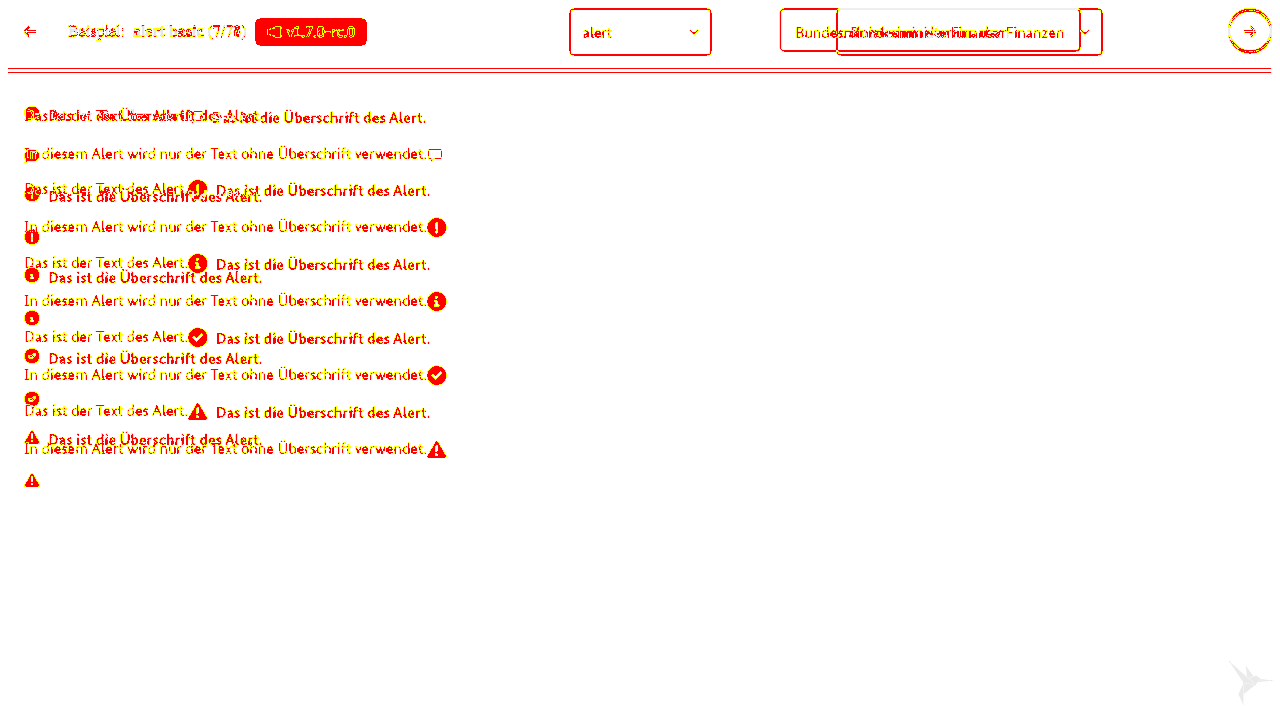 Beispiel: alert basic (7/78) v1.7.0-rc.0 alert Bundesministerium der Finanzen
Das ist die Überschrift des Alert.
In diesem Alert wird nur der Text ohne Überschrift verwendet.
Das ist der Text des Alert. Das ist die Überschrift des Alert.
Das ist die Überschrift des Alert.
In diesem Alert wird nur der Text ohne Überschrift verwendet.
Das ist der Text des Alert. Das ist die Überschrift des Alert.
Das ist die Überschrift des Alert.
In diesem Alert wird nur der Text ohne Überschrift verwendet.
Das ist der Text des Alert. Das ist die Überschrift des Alert.
Das ist die Überschrift des Alert.
In diesem Alert wird nur der Text ohne Überschrift verwendet.
Das ist der Text des Alert. Das ist die Überschrift des Alert.
Das ist die Überschrift des Alert.
In diesem Alert wird nur der Text ohne Überschrift verwendet.